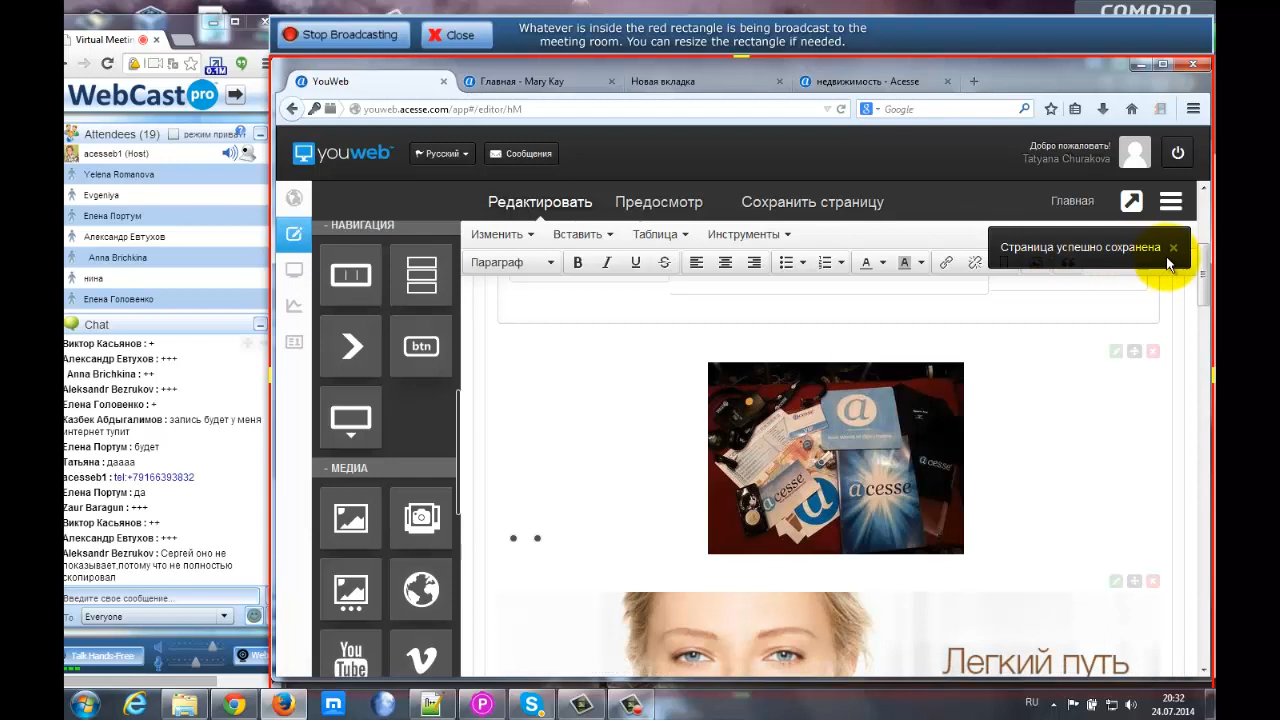 COMODO
Stop Broadcasting
Close
Whatever is inside the red rectangle is being broadcast to the
meeting room. You can resize the rectangle if needed.
Virtual Meetin
0.1M
WebCast pro
Attendees (19)
acesseb1 (Host)
Yelena Romanova
Evgeniya
Елена Портум
Александр Евтухов
Anna Brichkina
нина
Елена Головенко
Chat
Виктор Касьянов : +
Александр Евтухов : +++
Anna Brichkina : ++
Aleksandr Bezrukov : +++
Елена Головенко : +
Казбек Абдыгалимов : запись будет у меня
интернет тупит
Елена Портум : будет
Татьяна : даааа
acesseb1 : tel:+79166393832
Елена Портум : да
Zaur Baragun : +++
Виктор Касьянов : ++
Александр Евтухов : +++
Aleksandr Bezrukov : Сергей оно не
показывает.потому что не полностью
скопировал
Введите свое сообщение...
To Everyone
Talk Hands-Free
YouWeb
Главная - Mary Kay
Новая вкладка
недвижимость - Acesse
youweb.acesse.com/app#/editor/hM
Google
youweb
Русский
Сообщения
Добро пожаловать!
Tatyana Churakova
Редактировать
Предосмотр
Сохранить страницу
Главная
- НАВИГАЦИЯ
Изменить
Вставить
Таблица
Инструменты
Страница успешно сохранена
Параграф
B I U S
A
A
btn
- МЕДИА
You
Tube
acesse
acesse
acesse
Легкий путь
RU
20:32
24.07.2014